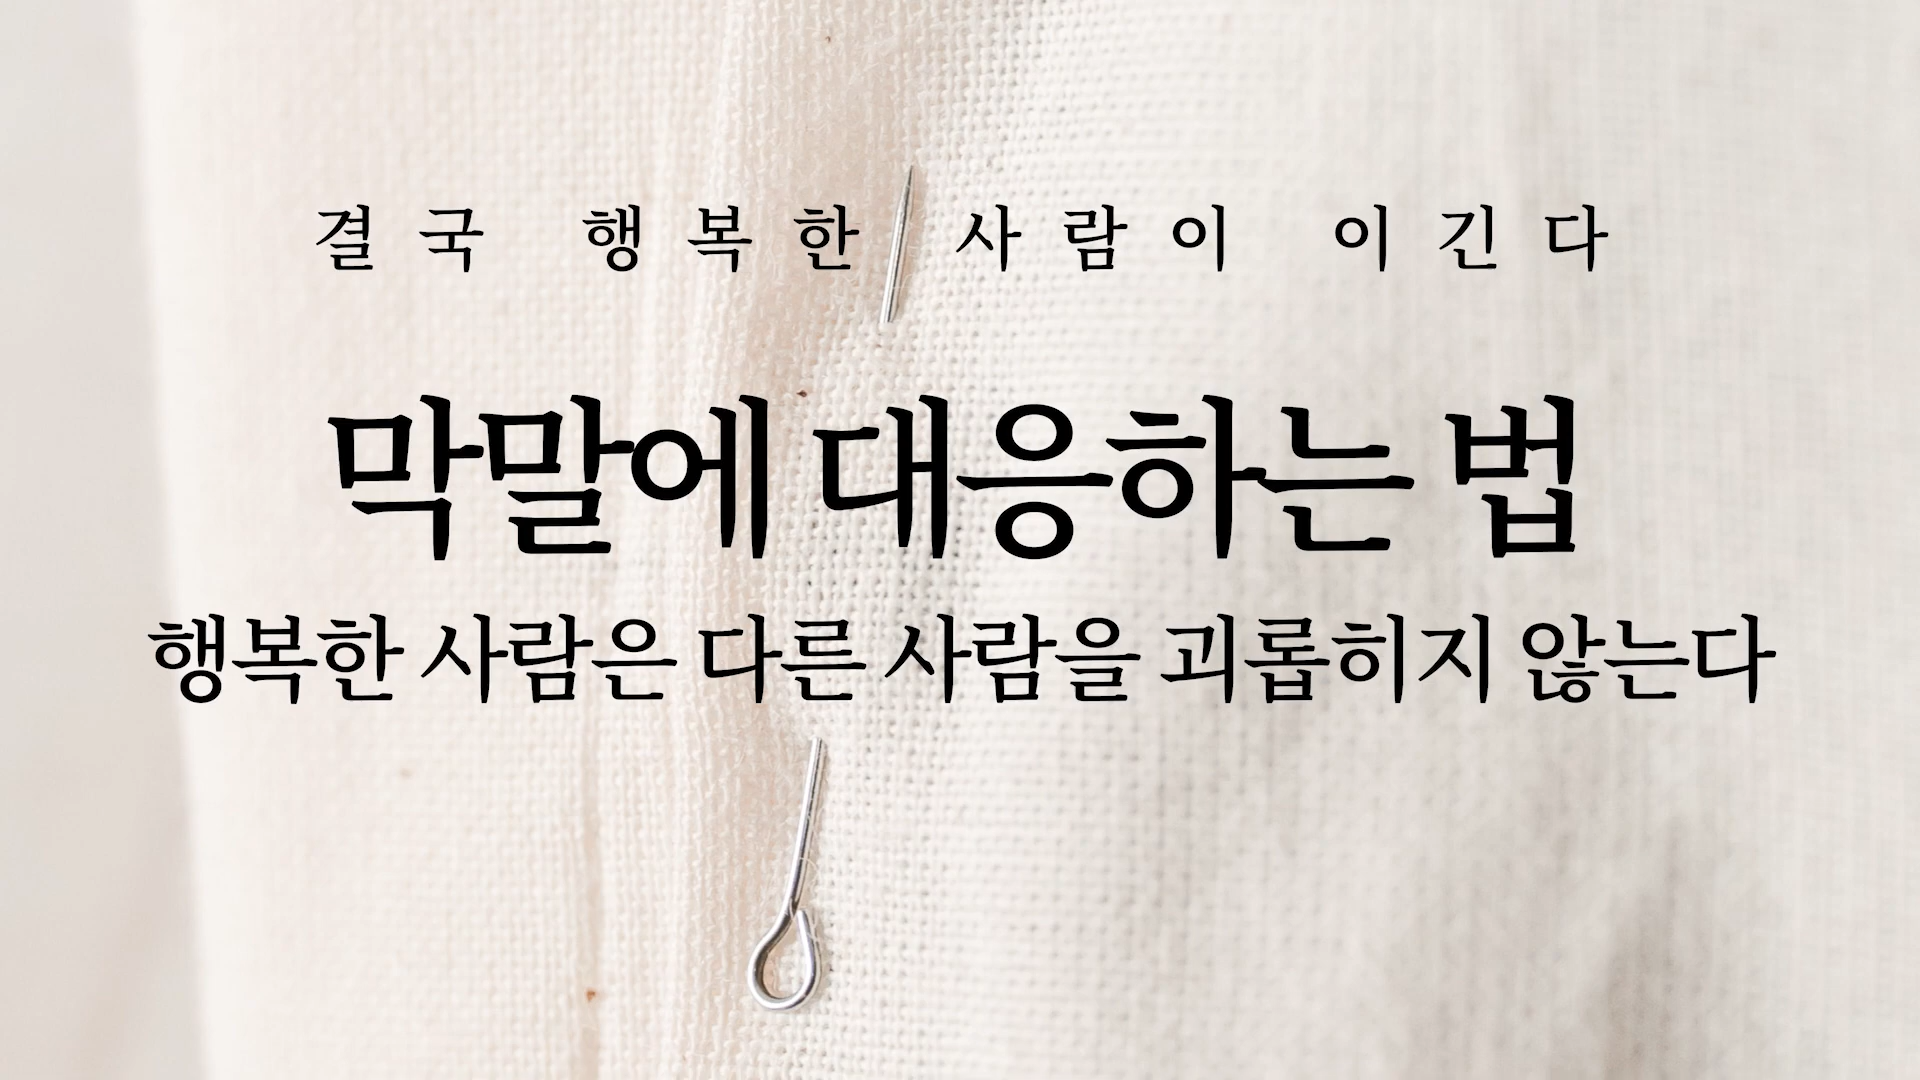 결국 행복한 사람이 이긴다
막말에 대응하는 법
행복한 사람은 다른 사람을 괴롭히지 않는다